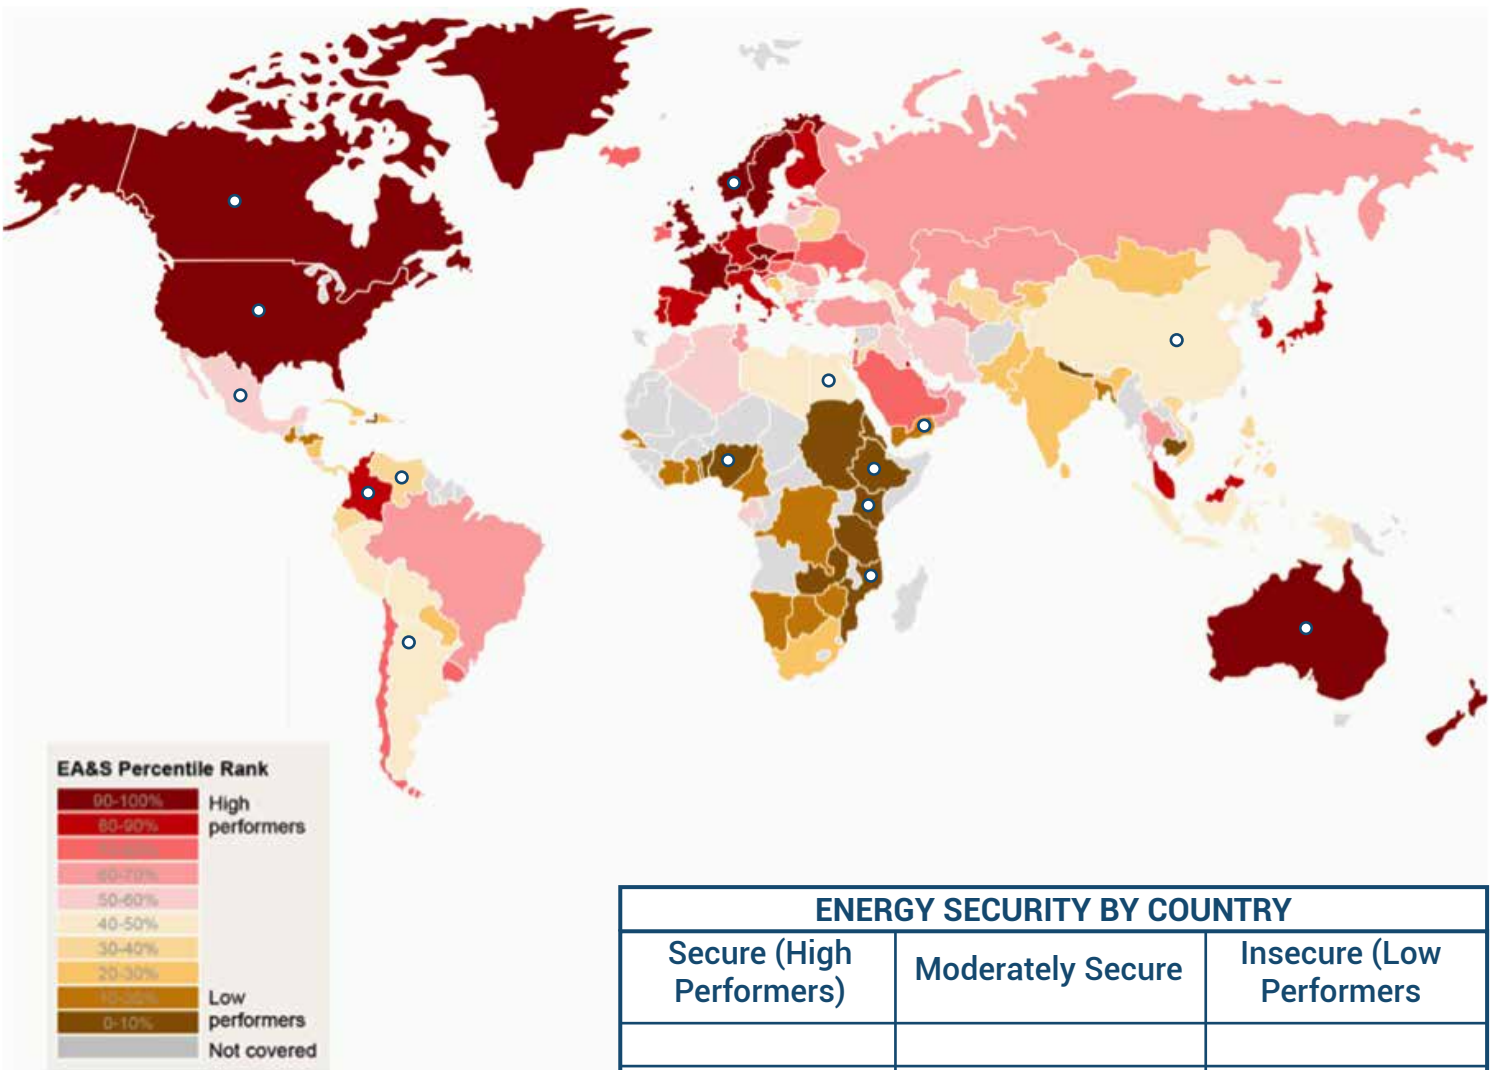 EA&S Percentile Rank
90-100%
High
80-90%
performers
60-70%
50-60%
40-50%
30-40%
20-30%
Low
performers
0-10%
Not covered
ENERGY SECURITY BY COUNTRY
Secure (High
Performers)
Moderately Secure
Insecure (Low
Performers